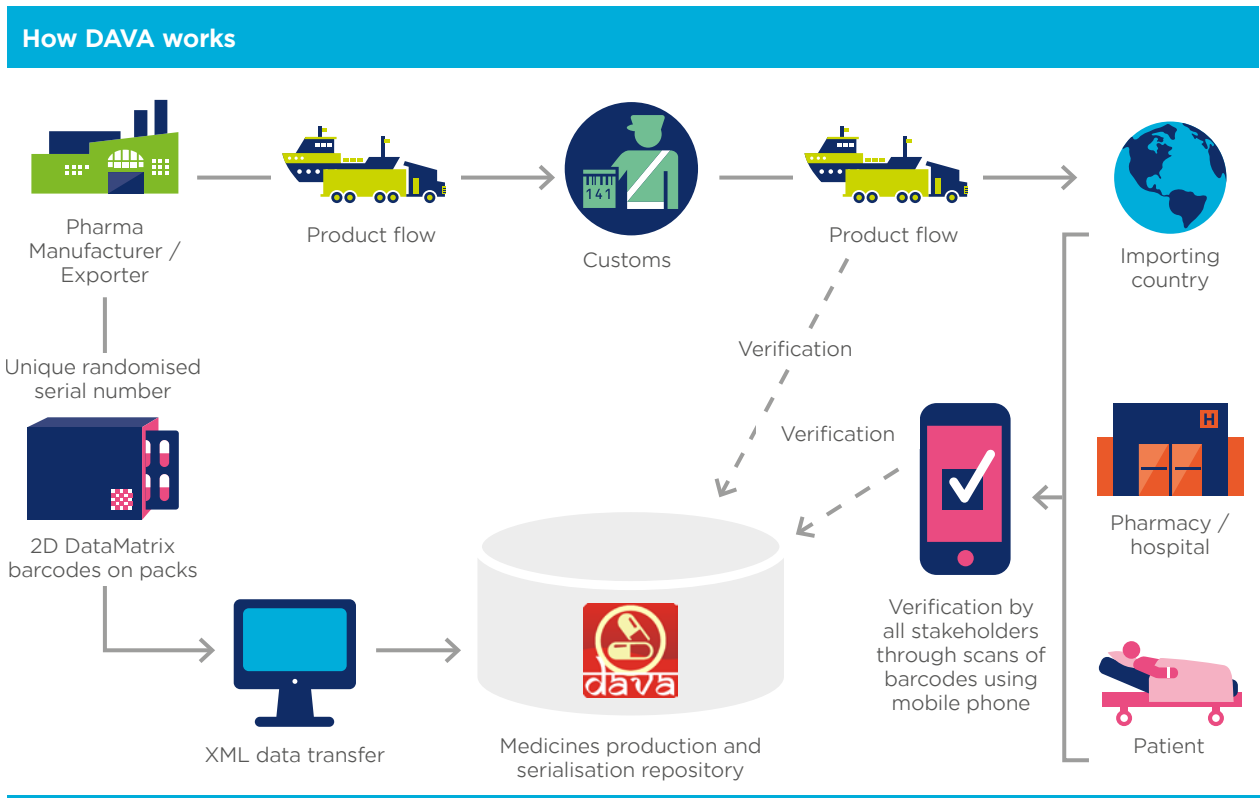 How DAVA works
Pharma
Manufacturer /
Exporter
Product flow
141
Customs
Product flow
Importing
country
Unique randomised
serial number
Verification
Verification
H
2D DataMatrix
barcodes on packs
Pharmacy /
hospital
Verification by
all stakeholders
through scans of
barcodes using
mobile phone
dava
XML data transfer
Medicines production and
serialisation repository
Patient